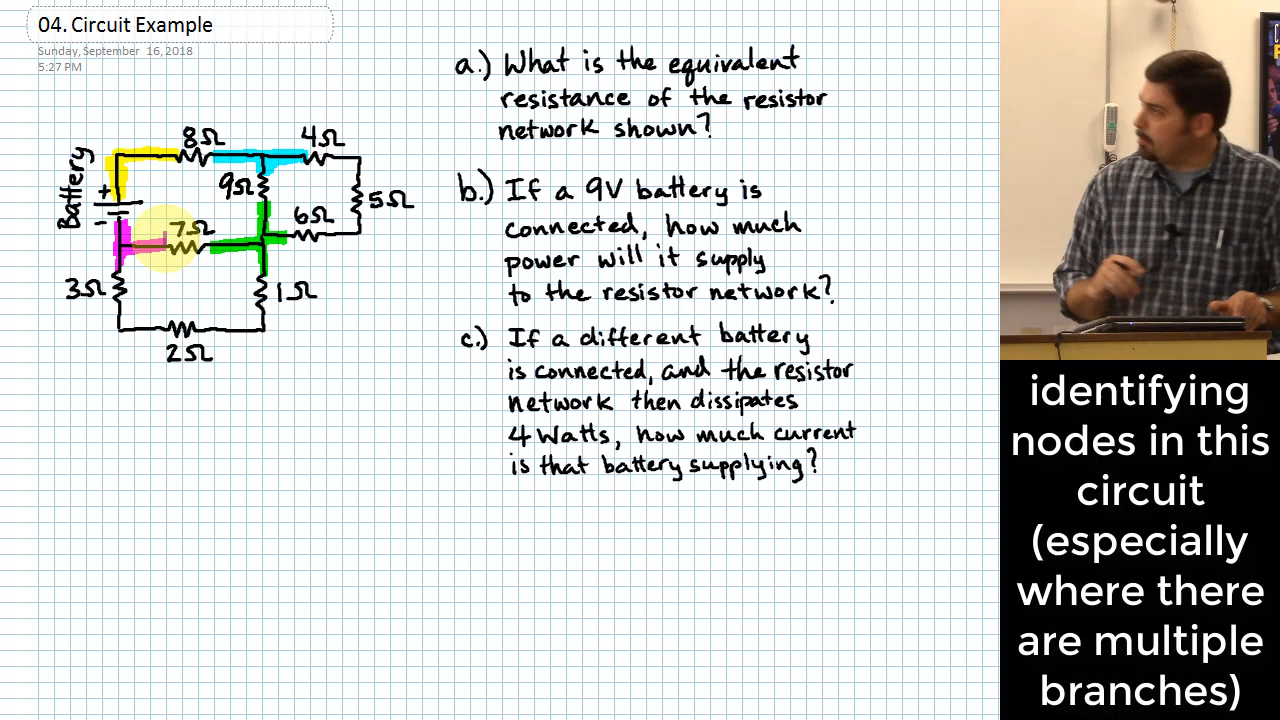 04. Circuit Example
Sunday, September 16, 2018
5:27 PM
a.) What is the equivalent
resistance of the resistor
network shown?
b.) If a 9V battery is
connected, how much
power will it supply
to the resistor network?
c.) If a different battery
is connected, and the resistor
network then dissipates
4 Watts, how much current
is that battery supplying?
Battery
+
-
8Ω
4Ω
9Ω
5Ω
6Ω
7Ω
3Ω
1Ω
2Ω
identifying
nodes in this
circuit
(especially
where there
are multiple
branches)